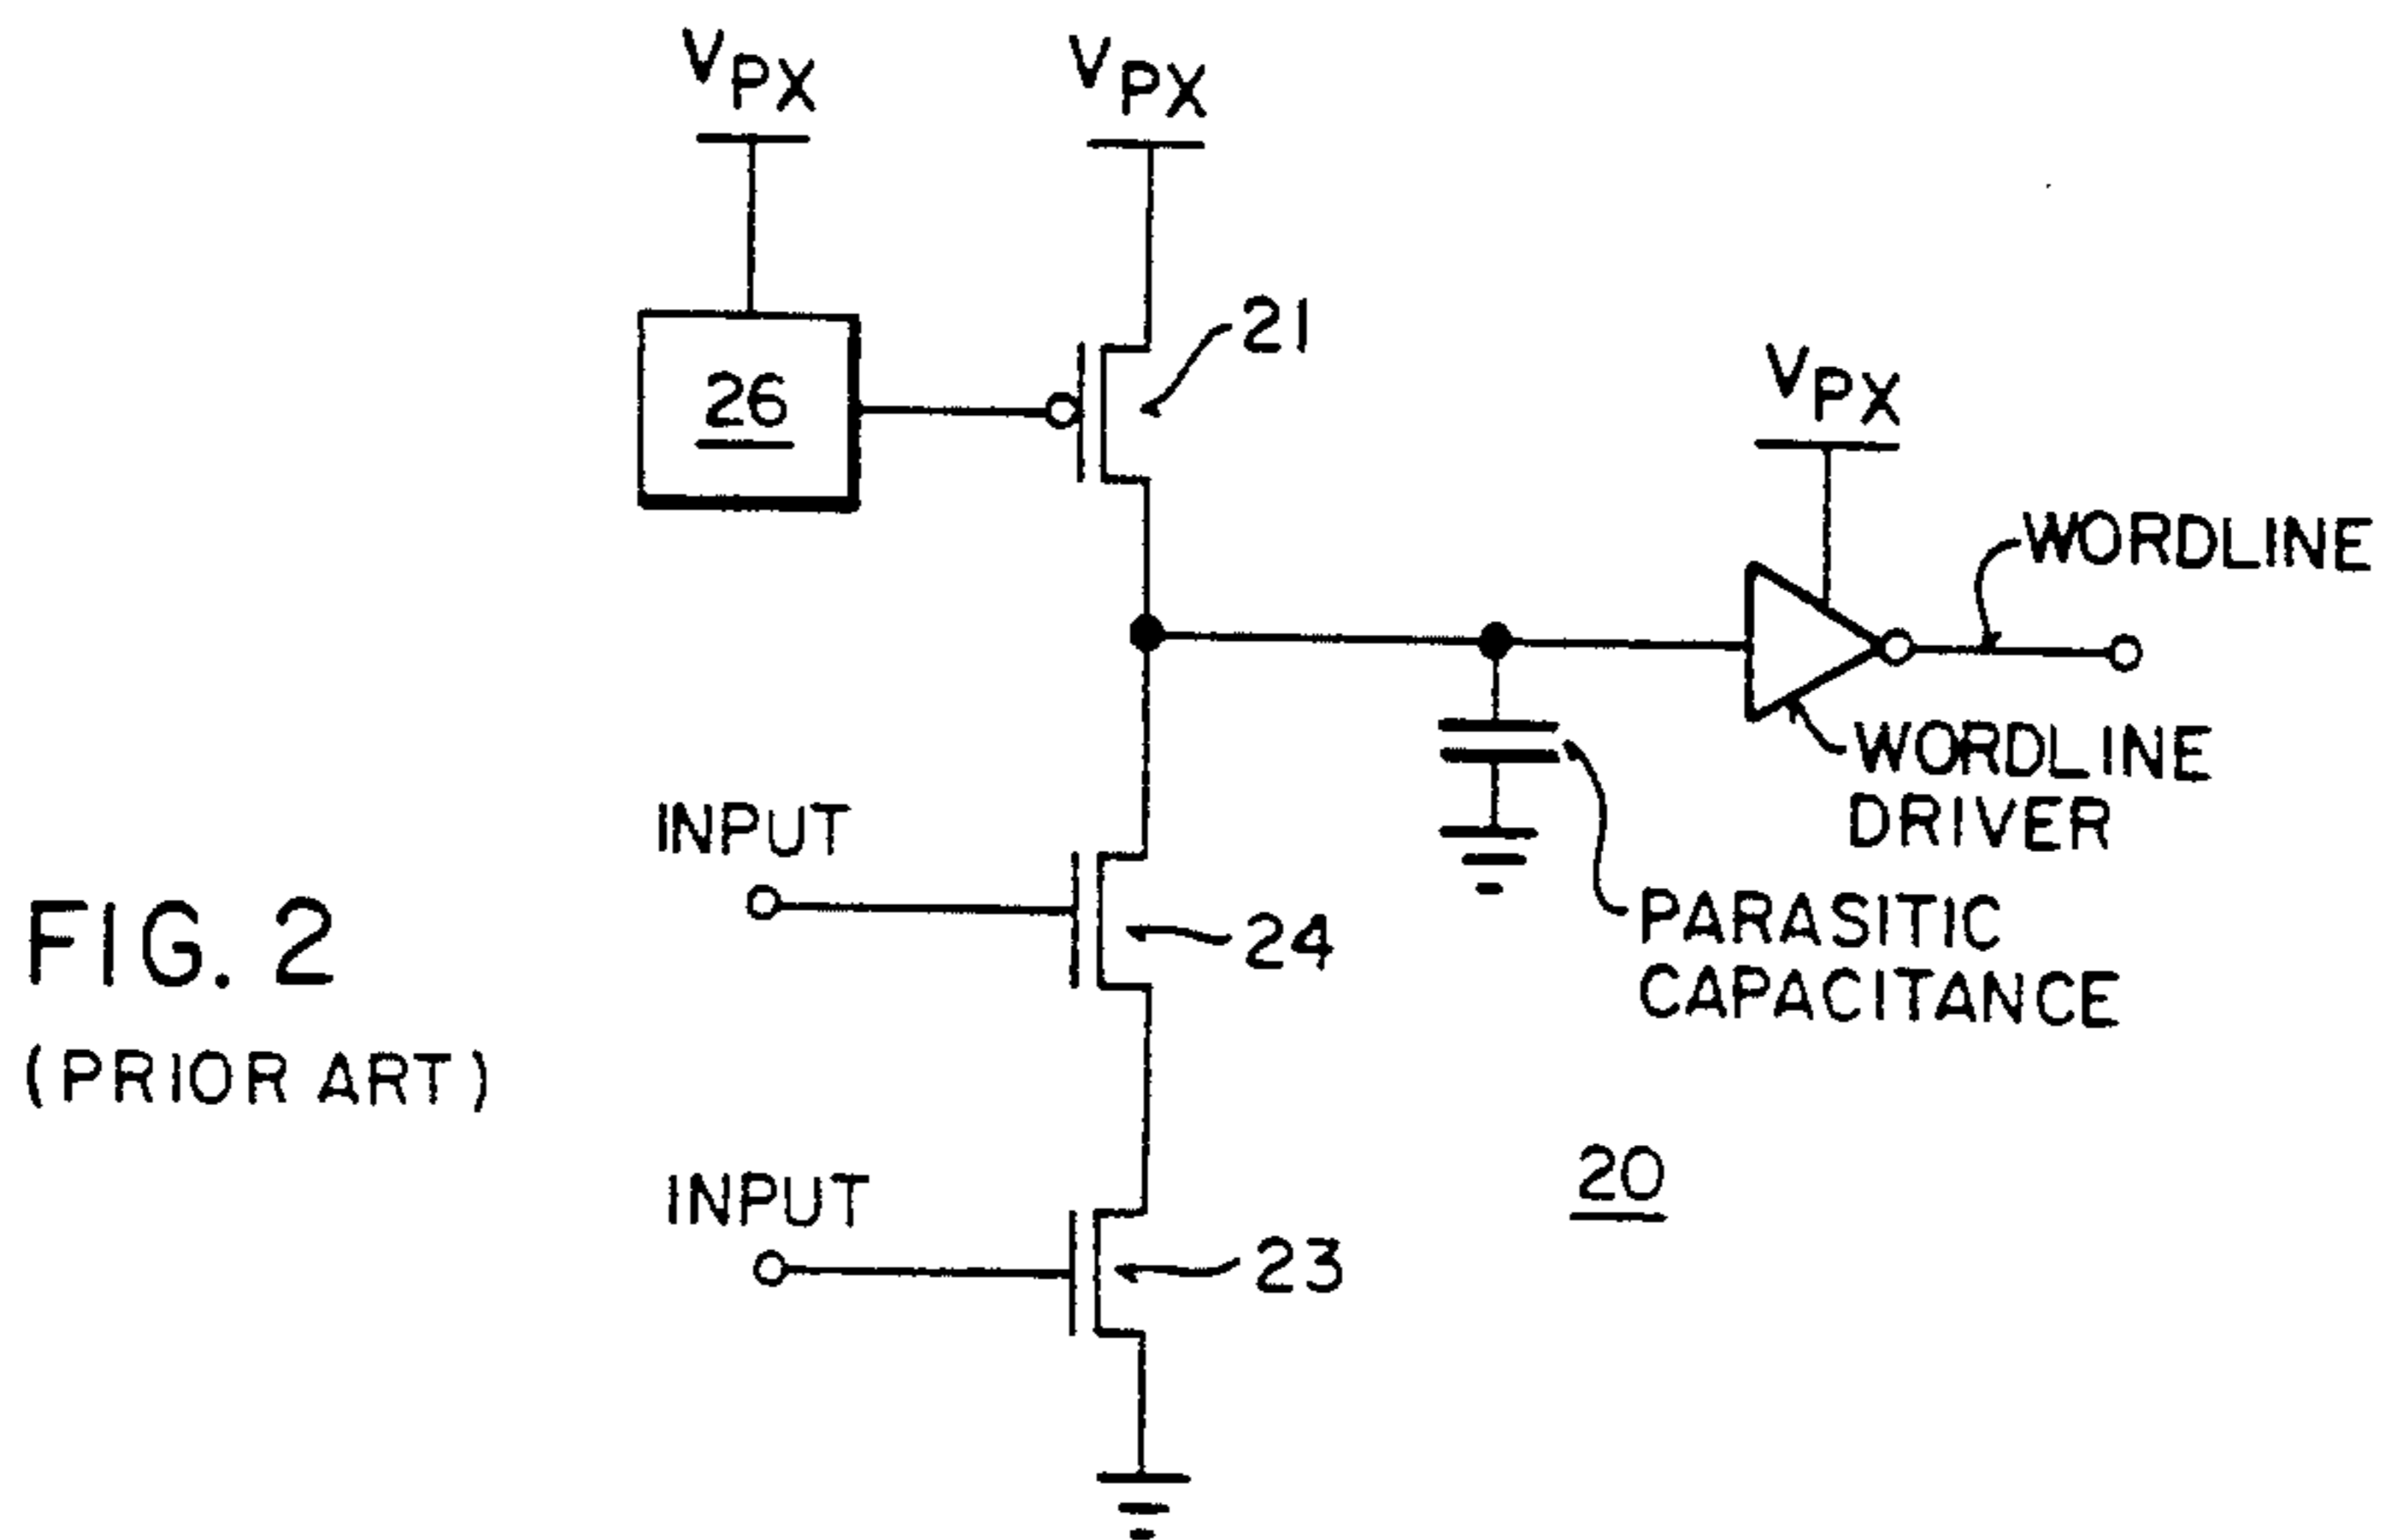 VPX
VPX
21
26
VPX
WORDLINE
WORDLINE
DRIVER
INPUT
24
PARASITIC
CAPACITANCE
FIG. 2
(PRIOR ART)
INPUT
23
20